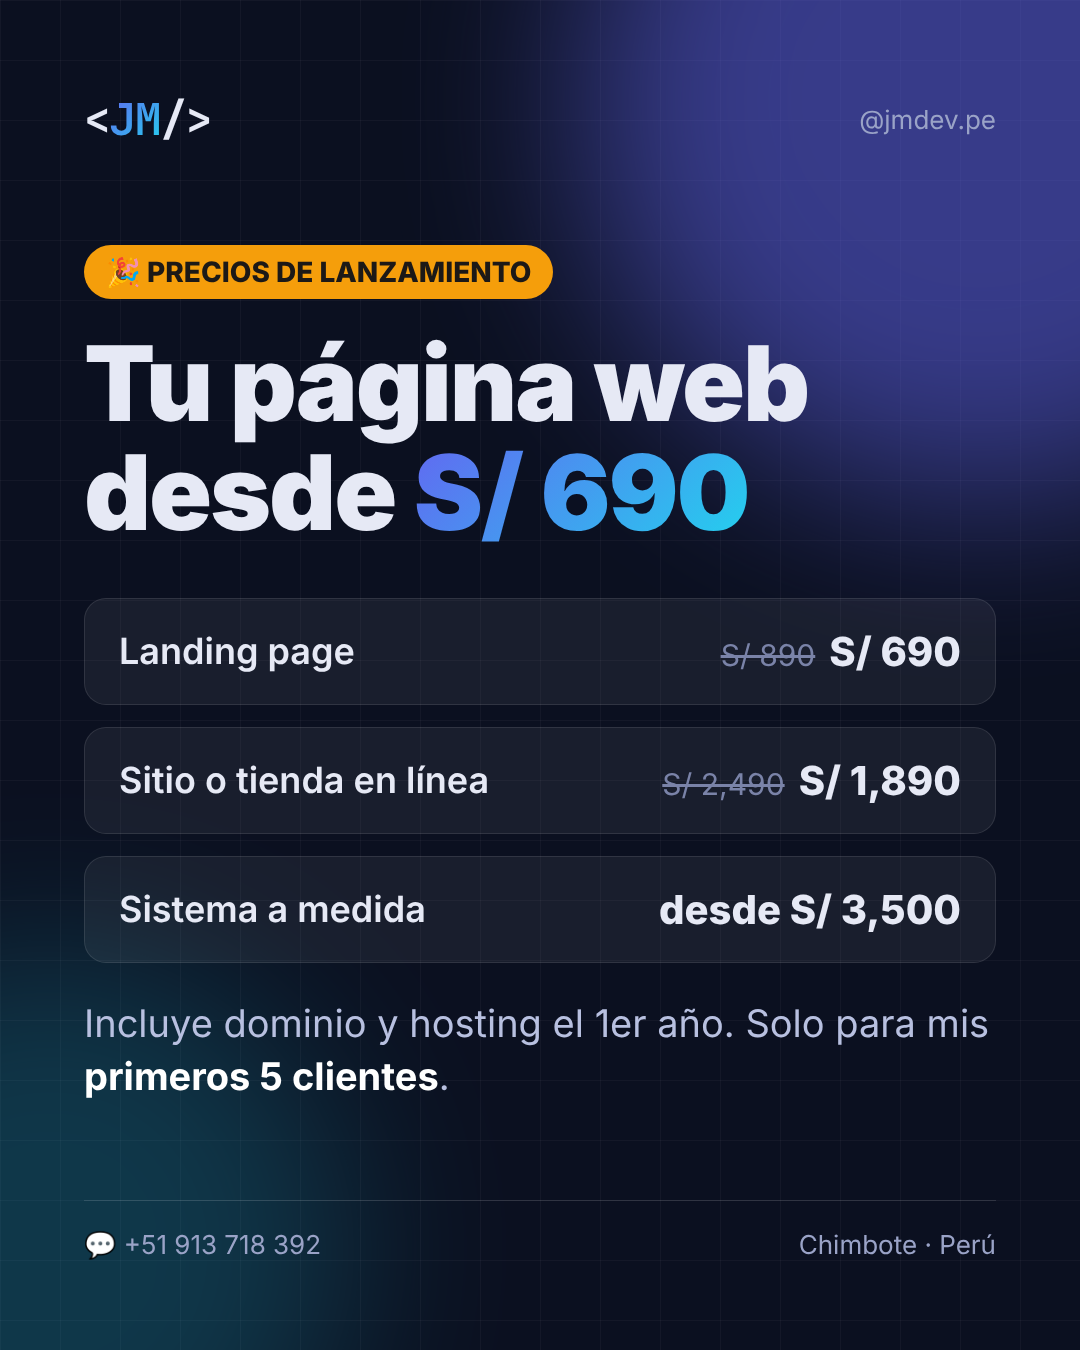 <JM/>
@jmdev.pe
🎉 PRECIOS DE LANZAMIENTO
Tu página web
desde S/ 690
Landing page S/ 890 S/ 690
Sitio o tienda en línea S/ 2,490 S/ 1,890
Sistema a medida desde S/ 3,500
Incluye dominio y hosting el 1er año. Solo para mis
primeros 5 clientes.
💬 +51 913 718 392
Chimbote · Perú